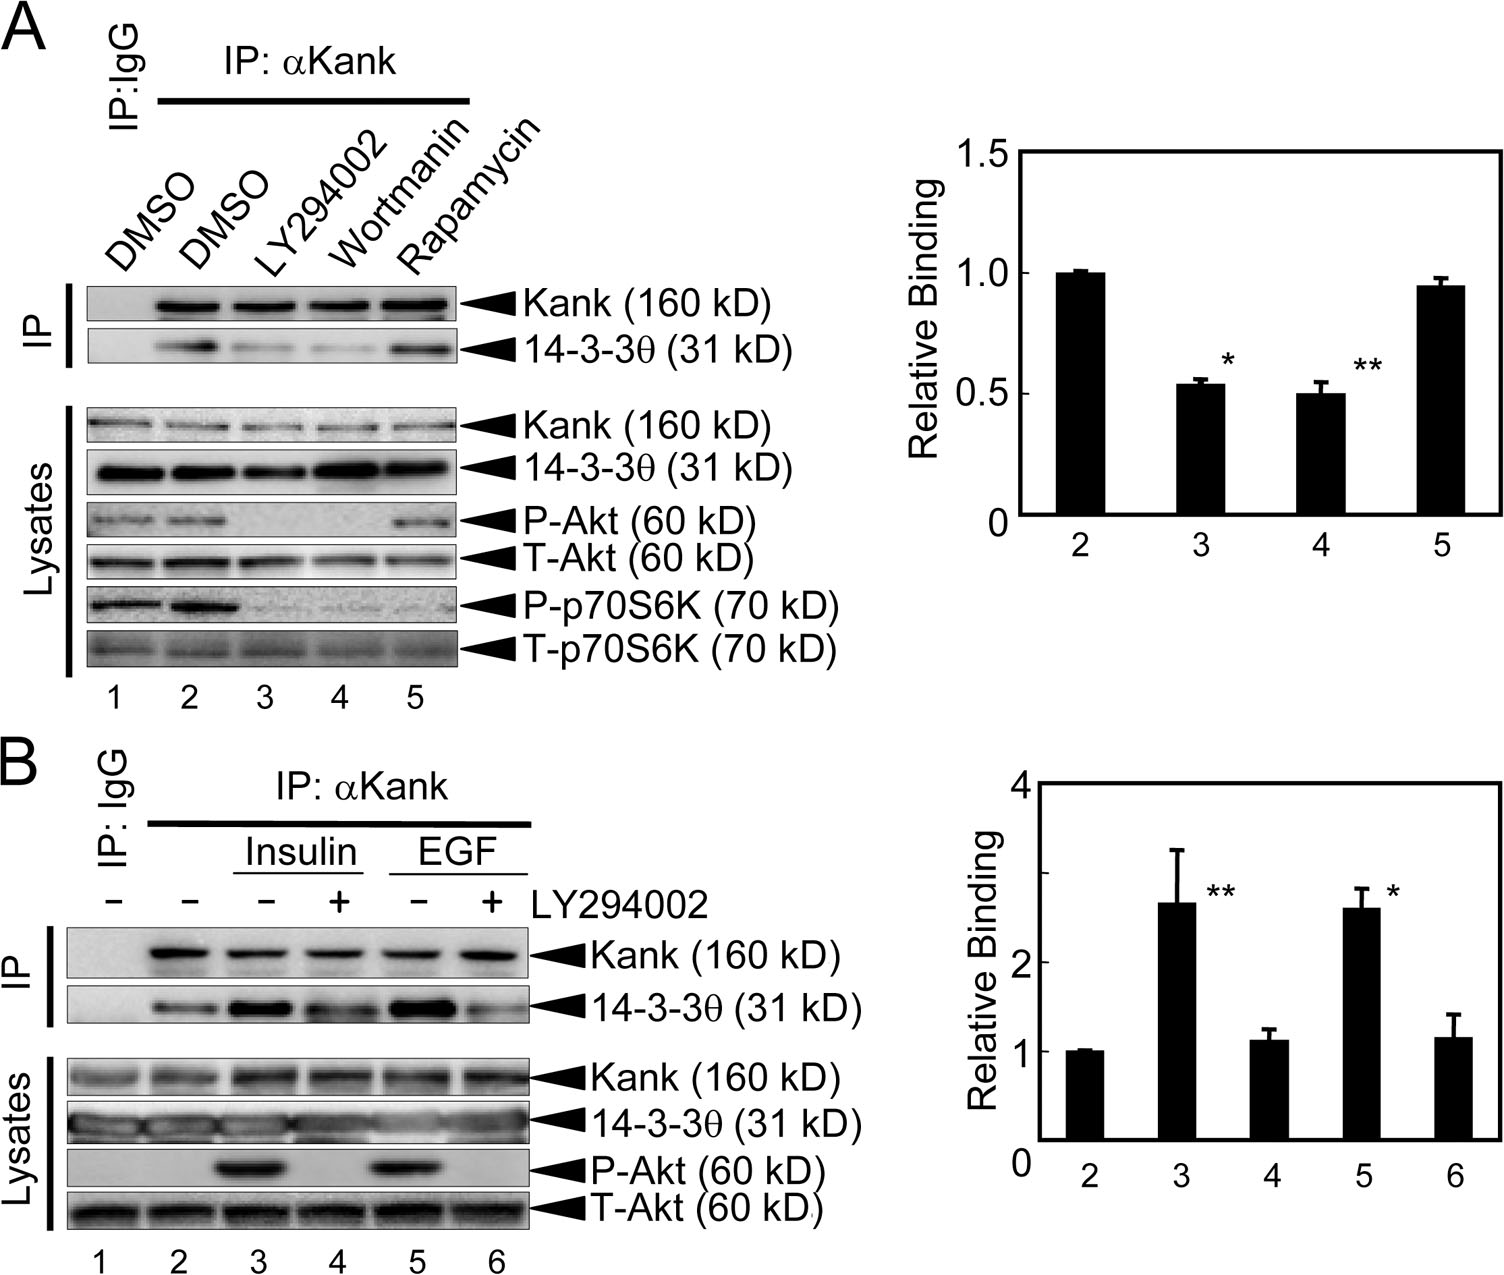 A
IP:IgG
IP: αKank
DMSO
DMSO
LY294002
Wortmanin
Rapamycin
IP
Kank (160 kD)
14-3-3θ (31 kD)
Lysates
Kank (160 kD)
14-3-3θ (31 kD)
P-Akt (60 kD)
T-Akt (60 kD)
P-p70S6K (70 kD)
T-p70S6K (70 kD)
1 2 3 4 5
Relative Binding
1.5
1.0
0.5
0
* **
2 3 4 5
B
IP: IgG
IP: αKank
Insulin EGF
− − − + − + LY294002
IP
Kank (160 kD)
14-3-3θ (31 kD)
Lysates
Kank (160 kD)
14-3-3θ (31 kD)
P-Akt (60 kD)
T-Akt (60 kD)
1 2 3 4 5 6
Relative Binding
4
2
1
0
** *
2 3 4 5 6